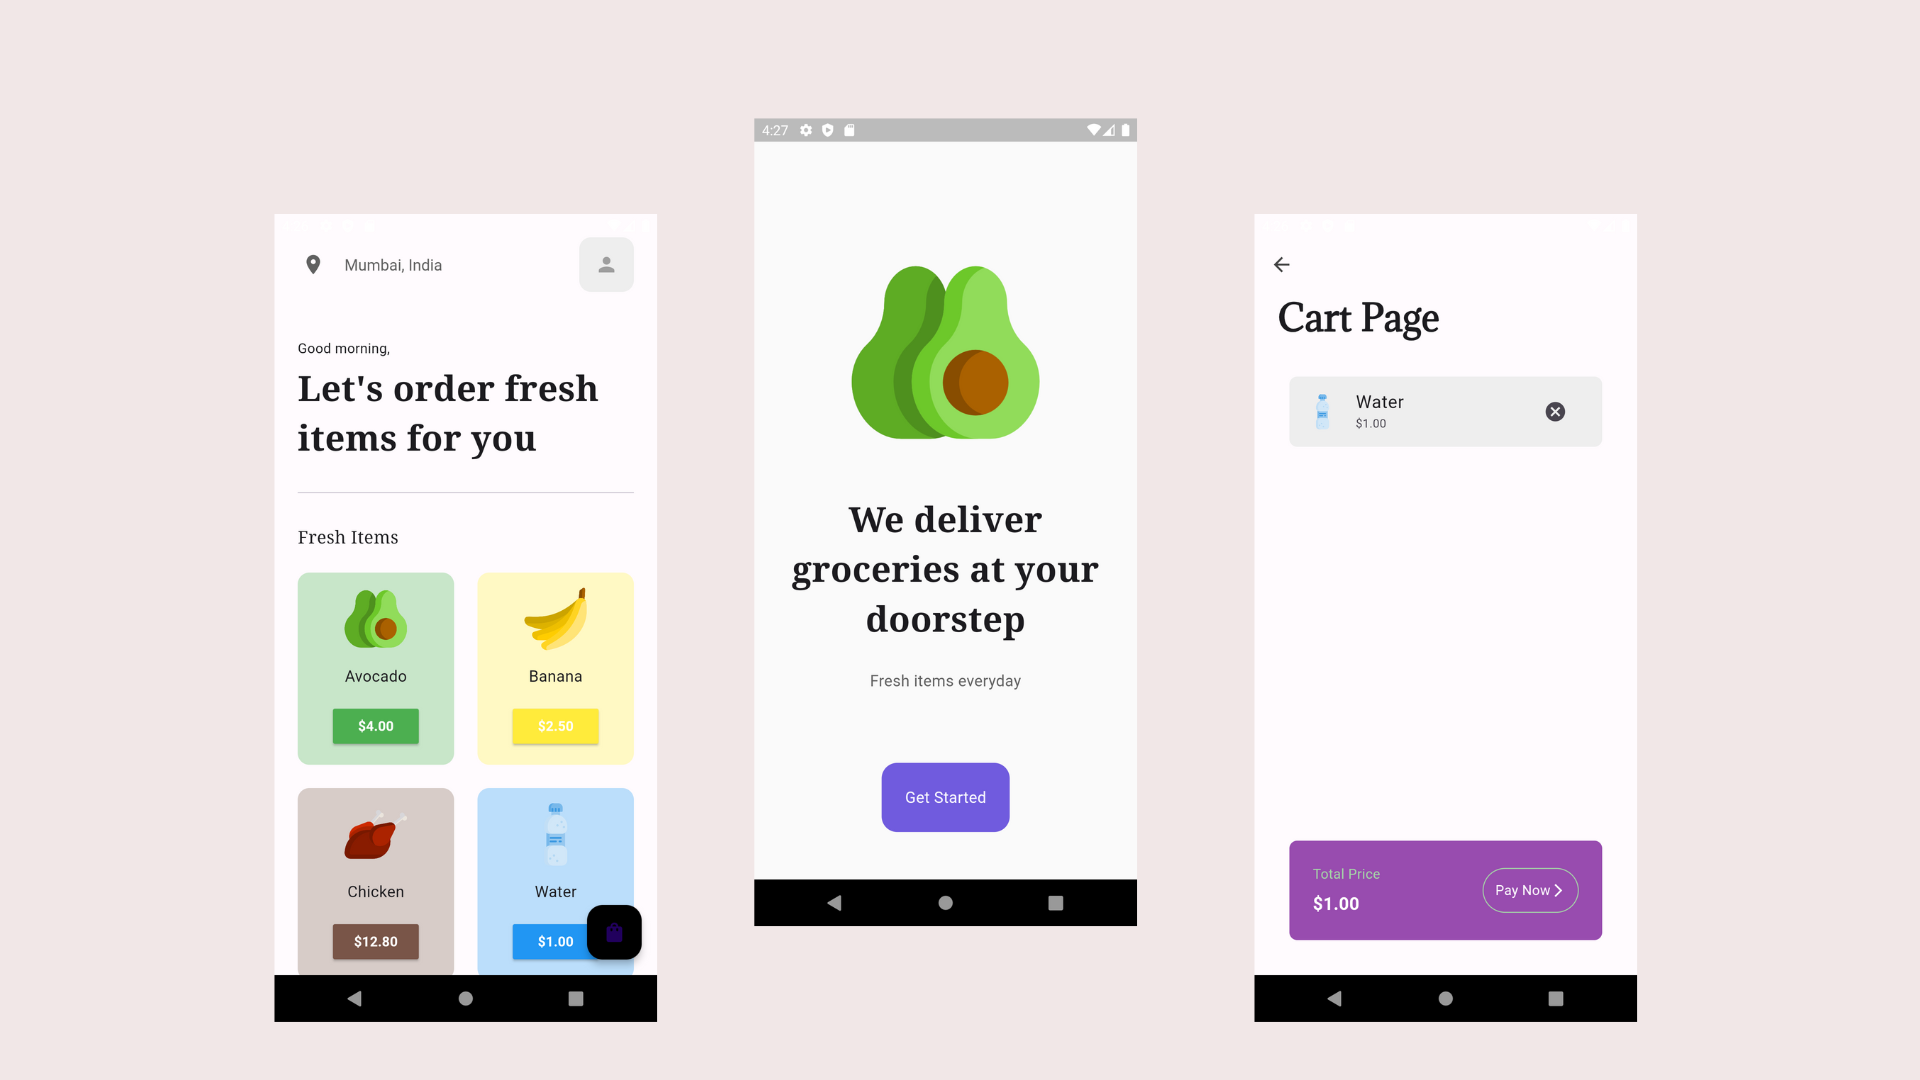 Mumbai, India
Good morning,
Let's order fresh
items for you
Fresh Items
Avocado
$4.00
Banana
$2.50
Chicken
$12.80
Water
$1.00
4:27
We deliver
groceries at your
doorstep
Fresh items everyday
Get Started
Cart Page
Water
$1.00
Total Price
$1.00
Pay Now